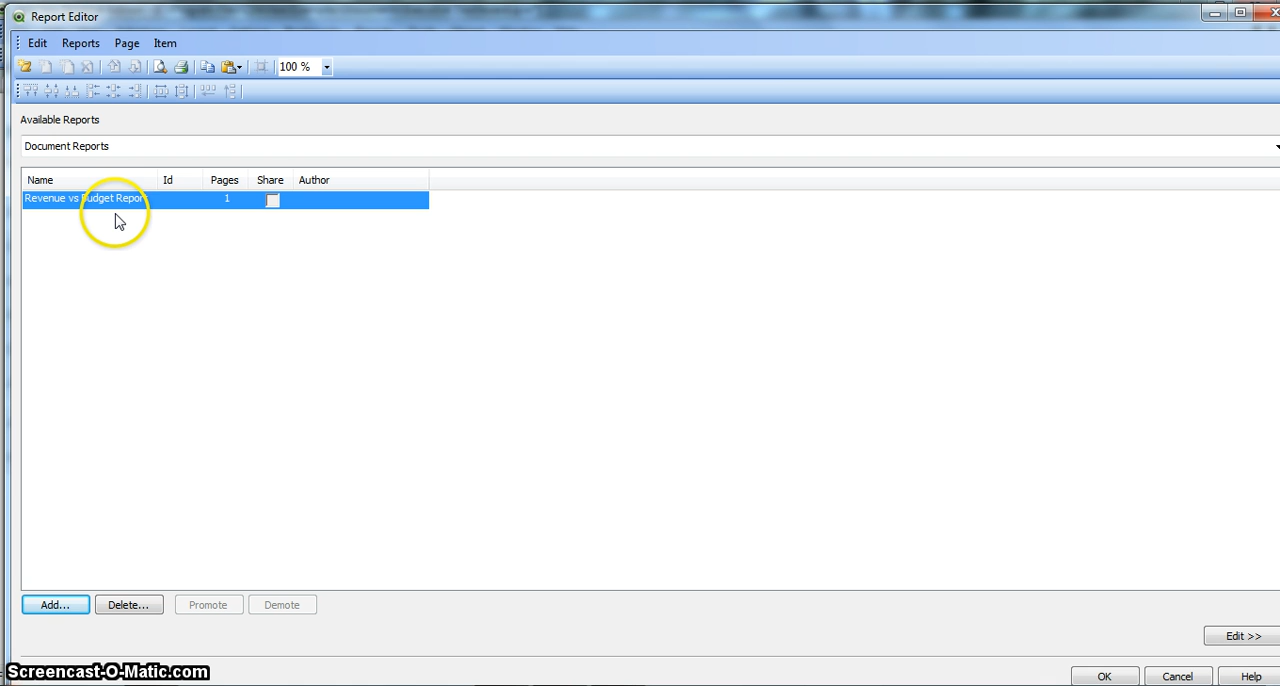 Report Editor
Edit Reports Page Item
100 %
Available Reports
Document Reports
Name Id Pages Share Author
Revenue vs Budget Report 1
Add... Delete... Promote Demote
Edit >>
OK Cancel Help
Screencast-O-Matic.com